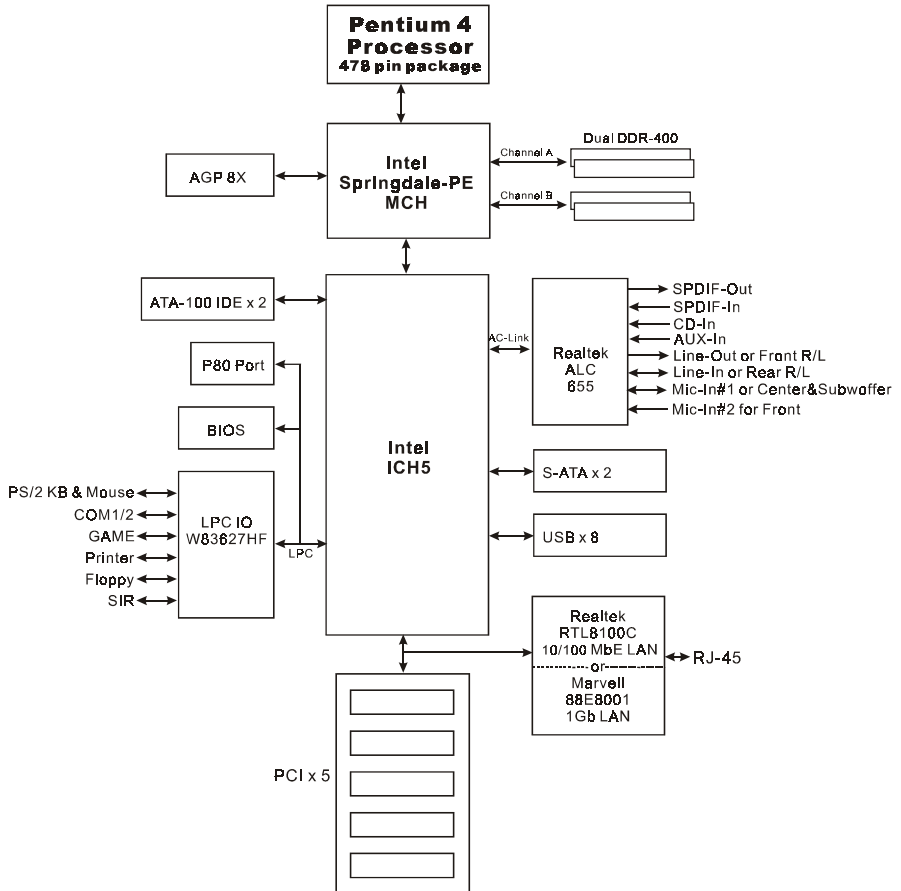 Pentium 4
Processor
478 pin package
Intel
Springdale-PE
MCH
AGP 8X
Channel A
Channel B
Dual DDR-400
ATA-100 IDE x 2
P80 Port
BIOS
PS/2 KB & Mouse
COM1/2
GAME
Printer
Floppy
SIR
LPC IO
W83627HF
LPC
Intel
ICH5
AC-Link
Realtek
ALC
655
SPDIF-Out
SPDIF-In
CD-In
AUX-In
Line-Out or Front R/L
Line-In or Rear R/L
Mic-In#1 or Center&Subwoffer
Mic-In#2 for Front
S-ATA x 2
USB x 8
Realtek
RTL8100C
10/100 MbE LAN
or
Marvell
88E8001
1Gb LAN
RJ-45
PCI x 5